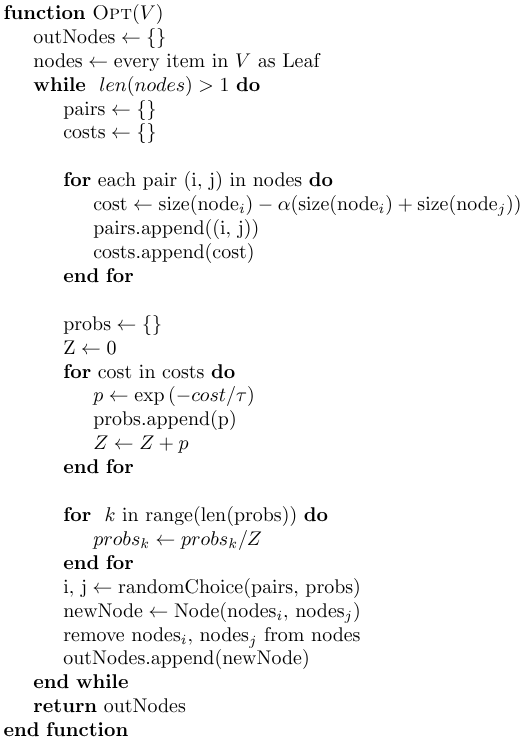 function OPT(V)
outNodes ← {}
nodes ← every item in V as Leaf
while len(nodes) > 1 do
pairs ← {}
costs ← {}
for each pair (i, j) in nodes do
cost ← size(node_i) − α(size(node_i) + size(node_j))
pairs.append((i, j))
costs.append(cost)
end for
probs ← {}
Z ← 0
for cost in costs do
p ← exp (−cost/τ)
probs.append(p)
Z ← Z + p
end for
for k in range(len(probs)) do
probs_k ← probs_k/Z
end for
i, j ← randomChoice(pairs, probs)
newNode ← Node(nodes_i, nodes_j)
remove nodes_i, nodes_j from nodes
outNodes.append(newNode)
end while
return outNodes
end function